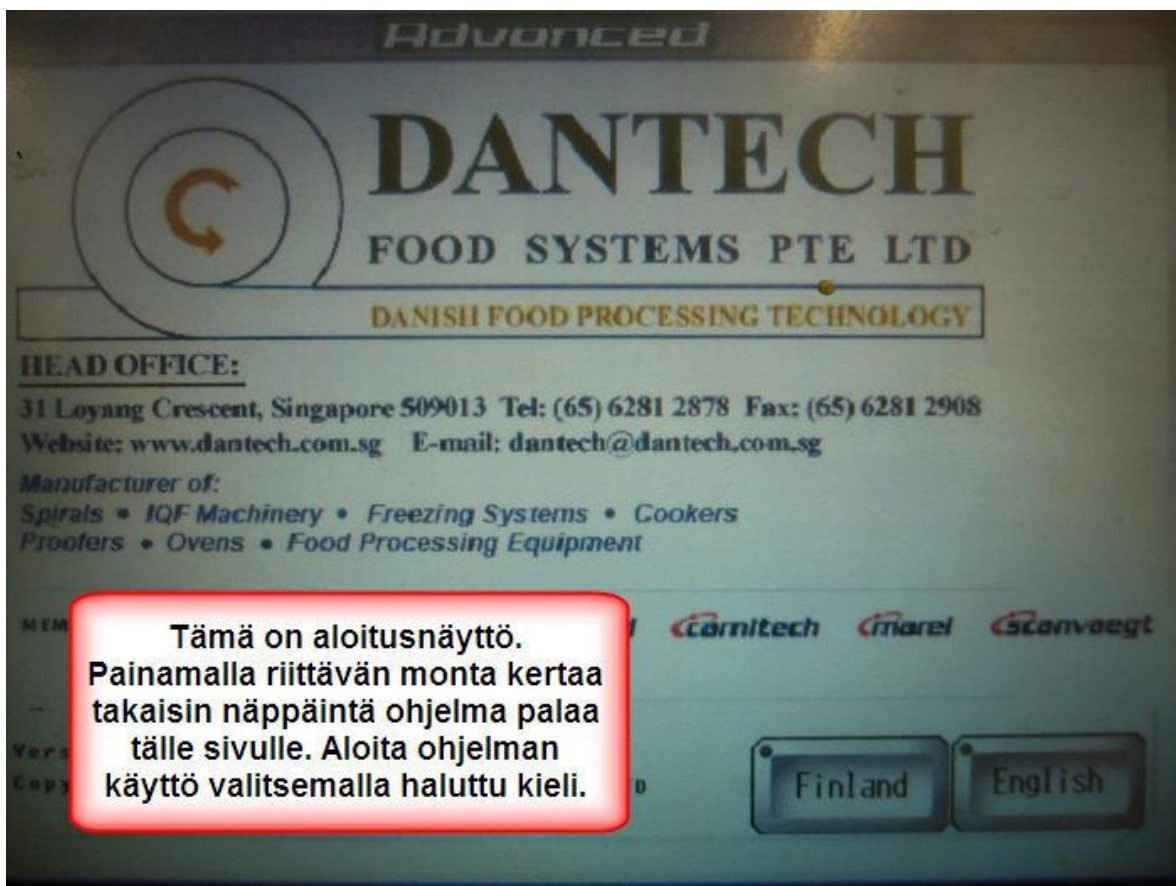 Advanced
DANTECH
FOOD SYSTEMS PTE LTD
DANISH FOOD PROCESSING TECHNOLOGY
HEAD OFFICE:
31 Loyang Crescent, Singapore 509013 Tel: (65) 6281 2878 Fax: (65) 6281 2908
Website: www.dantech.com.sg E-mail: dantech@dantech.com.sg
Manufacturer of:
Spirals • IQF Machinery • Freezing Systems • Cookers
Proofers • Ovens • Food Processing Equipment
carnitech marel scanvaegt
Tämä on aloitusnäyttö.
Painamalla riittävän monta kertaa
takaisin näppäintä ohjelma palaa
tälle sivulle. Aloita ohjelman
käyttö valitsemalla haluttu kieli.
Finland English